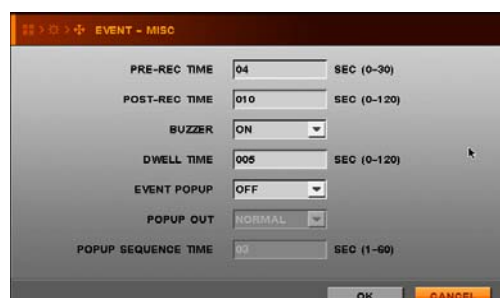 EVENT - MISC
PRE-REC TIME 04 SEC (0-30)
POST-REC TIME 010 SEC (0-120)
BUZZER ON
DWELL TIME 005 SEC (0-120)
EVENT POPUP OFF
POPUP OUT NORMAL
POPUP SEQUENCE TIME 03 SEC (1-60)
OK CANCEL